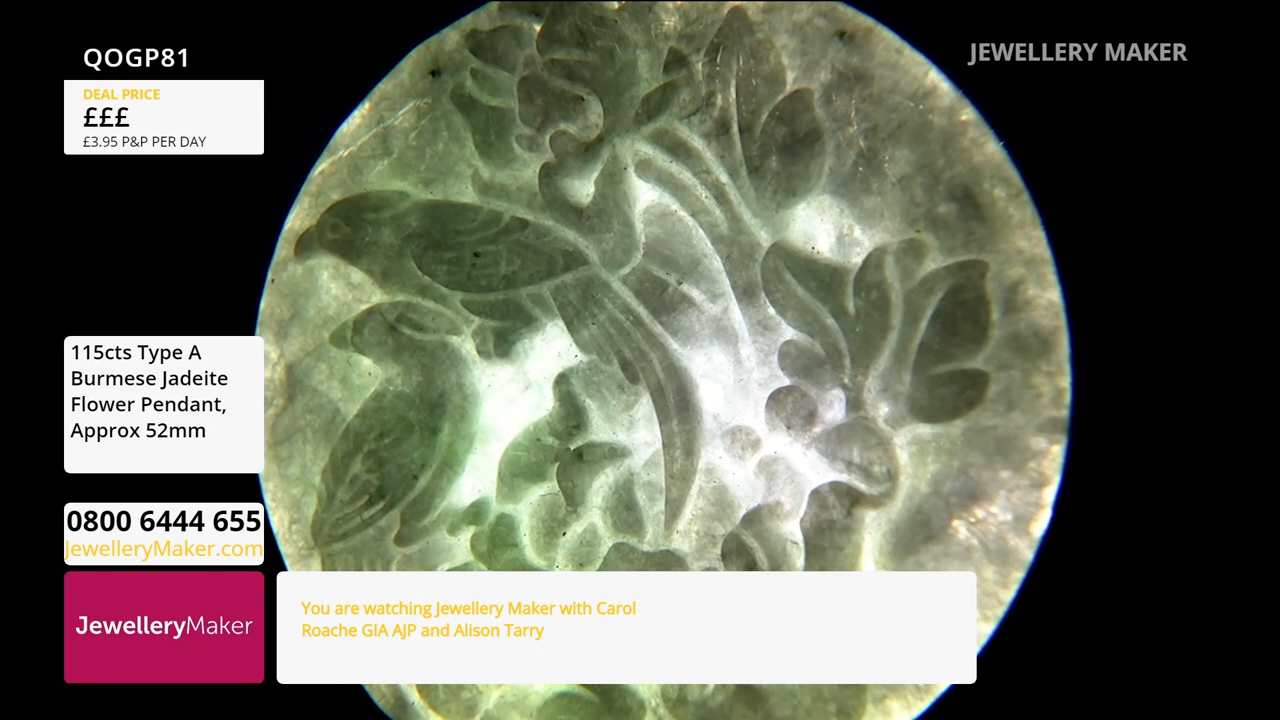 QOGP81
DEAL PRICE
£££
£3.95 P&P PER DAY
JEWELLERY MAKER
115cts Type A
Burmese Jadeite
Flower Pendant,
Approx 52mm
0800 6444 655
JewelleryMaker.com
JewelleryMaker
You are watching Jewellery Maker with Carol
Roache GIA AJP and Alison Tarry